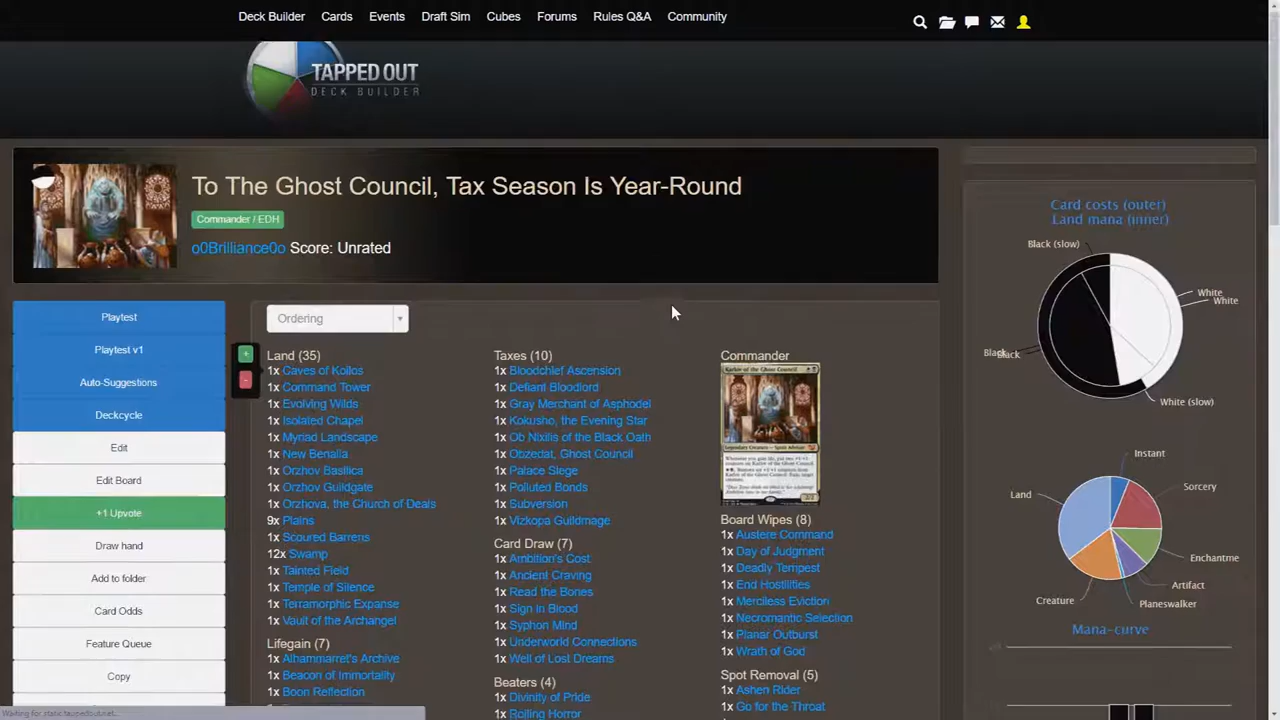 Deck Builder Cards Events Draft Sim Cubes Forums Rules Q&A Community
TAPPED OUT
DECK BUILDER
To The Ghost Council, Tax Season Is Year-Round
Commander / EDH
o0Brilliance0o Score: Unrated
Playtest
Playtest v1
Auto-Suggestions
Deckcycle
Edit
Edit Board
+1 Upvote
Draw hand
Add to folder
Card Odds
Feature Queue
Copy
+
-
Ordering
Land (35)
1x Caves of Koilos
1x Command Tower
1x Evolving Wilds
1x Isolated Chapel
1x Myriad Landscape
1x New Benalia
1x Orzhov Basilica
1x Orzhov Guildgate
1x Orzhova, the Church of Deals
9x Plains
1x Scoured Barrens
12x Swamp
1x Tainted Field
1x Temple of Silence
1x Terramorphic Expanse
1x Vault of the Archangel
Lifegain (7)
1x Alhammarret's Archive
1x Beacon of Immortality
1x Boon Reflection
Taxes (10)
1x Bloodchief Ascension
1x Defiant Bloodlord
1x Gray Merchant of Asphodel
1x Kokusho, the Evening Star
1x Ob Nixilis of the Black Oath
1x Obzedat, Ghost Council
1x Palace Siege
1x Polluted Bonds
1x Subversion
1x Vizkopa Guildmage
Card Draw (7)
1x Ambition's Cost
1x Ancient Craving
1x Read the Bones
1x Sign in Blood
1x Syphon Mind
1x Underworld Connections
1x Well of Lost Dreams
Beaters (4)
1x Divinity of Pride
1x Rolling Horror
Commander
Karlov of the Ghost Council
Board Wipes (8)
1x Austere Command
1x Day of Judgment
1x Deadly Tempest
1x End Hostilities
1x Merciless Eviction
1x Necromantic Selection
1x Planar Outburst
1x Wrath of God
Spot Removal (5)
1x Ashen Rider
1x Go for the Throat
Card costs (outer)
Land mana (inner)
Black (slow)
White
White
Black
Black
White (slow)
Instant
Land
Sorcery
Enchantme
Artifact
Creature
Planeswalker
Mana-curve
Waiting for static.tappedout.net...